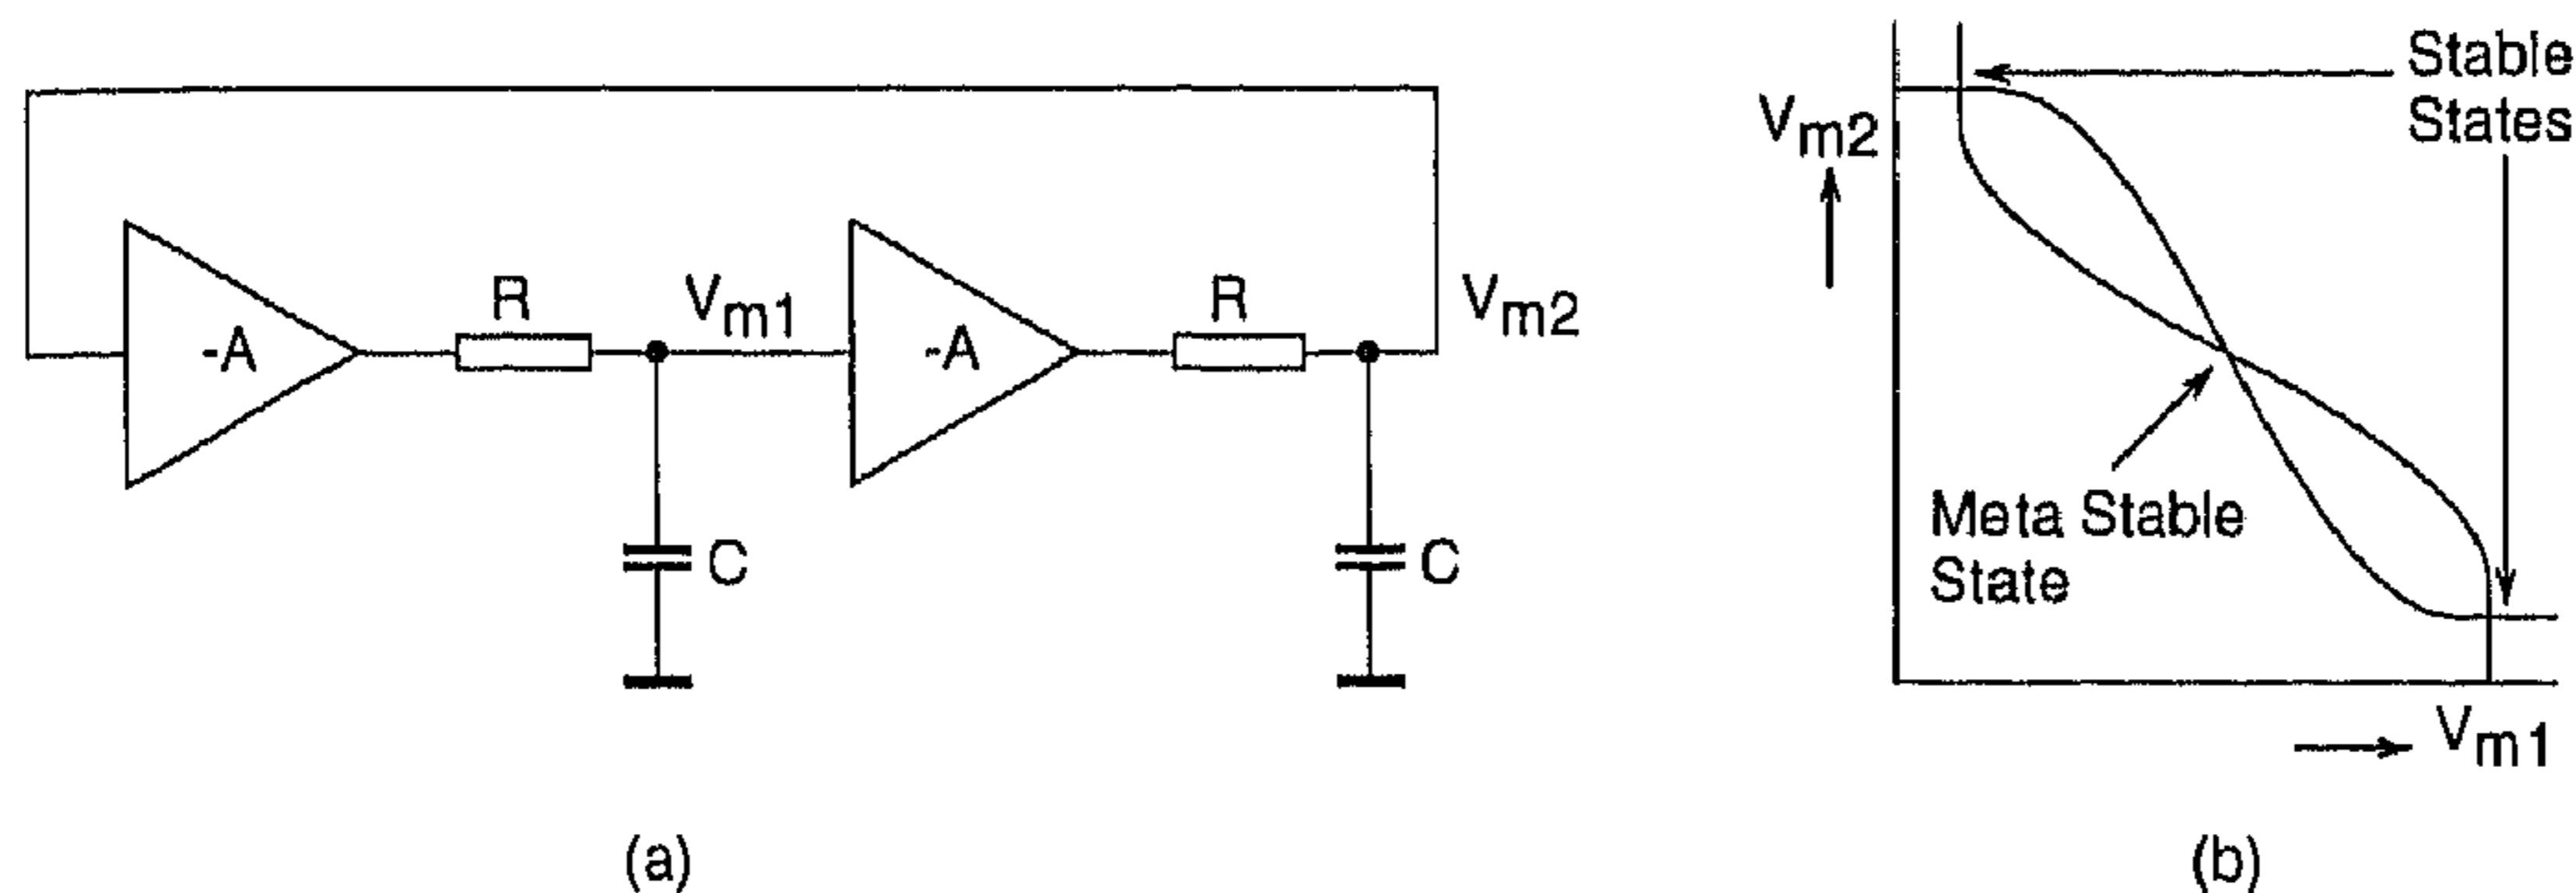 -A
R
Vm1
C
-A
R
Vm2
C
(a)
Vm2
Stable
States
Meta Stable
State
Vm1
(b)